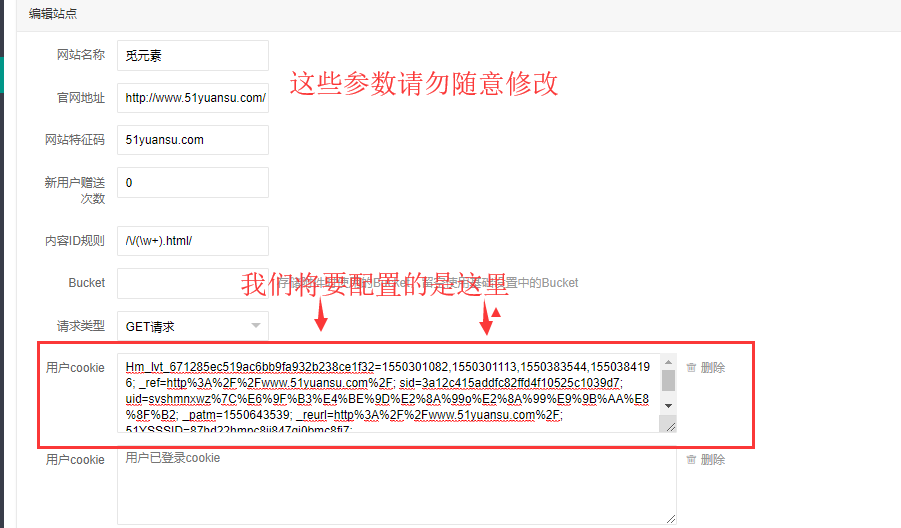 编辑站点
网站名称 觅元素
这些参数请勿随意修改
官网地址 http://www.51yuansu.com/
网站特征码 51yuansu.com
新用户赠送 0
次数
内容ID规则 /\/(\w+).html/
我们将要配置的是这里
Bucket 中的Bucket
请求类型 GET请求
用户cookie Hm_lvt_671285ec519ac6bb9fa932b238ce1f32=1550301082,1550301113,1550383544,155038419 删除
6; _ref=http%3A%2F%2Fwww.51yuansu.com%2F; sid=3a12c415addfc82ffd4f10525c1039d7;
uid=svshmnxwz%7C%E6%9F%B3%E4%BE%9D%E2%8A%99o%E2%8A%99%E9%9B%AA%E8
%8F%B2; _patm=1550643539; _reurl=http%3A%2F%2Fwww.51yuansu.com%2F;
用户cookie 用户已登录cookie 删除